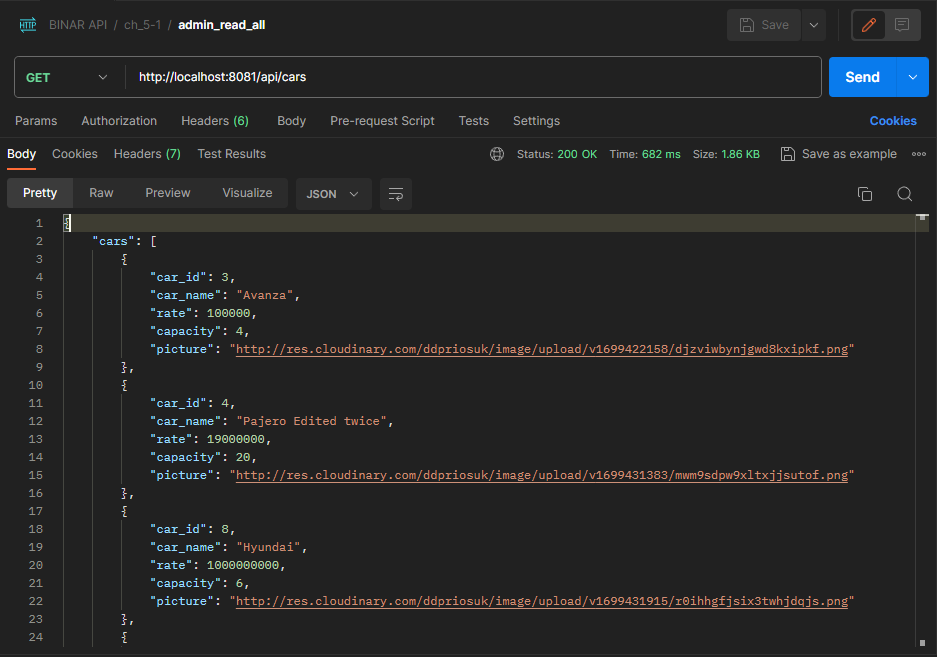 HTTP BINAR API / ch_5-1 / admin_read_all Save
GET http://localhost:8081/api/cars Send
Params Authorization Headers (6) Body Pre-request Script Tests Settings Cookies
Body Cookies Headers (7) Test Results Status: 200 OK Time: 682 ms Size: 1.86 KB Save as example
Pretty Raw Preview Visualize JSON
1 {
2 "cars": [
3 {
4 "car_id": 3,
5 "car_name": "Avanza",
6 "rate": 100000,
7 "capacity": 4,
8 "picture": "http://res.cloudinary.com/ddpriosuk/image/upload/v1699422158/djzviwbynjgwd8kxipkf.png"
9 },
10 {
11 "car_id": 4,
12 "car_name": "Pajero Edited twice",
13 "rate": 19000000,
14 "capacity": 20,
15 "picture": "http://res.cloudinary.com/ddpriosuk/image/upload/v1699431383/mwm9sdpw9xltxjjsutof.png"
16 },
17 {
18 "car_id": 8,
19 "car_name": "Hyundai",
20 "rate": 1000000000,
21 "capacity": 6,
22 "picture": "http://res.cloudinary.com/ddpriosuk/image/upload/v1699431915/r0ihhgfjsix3twhjdqjs.png"
23 },
24 {